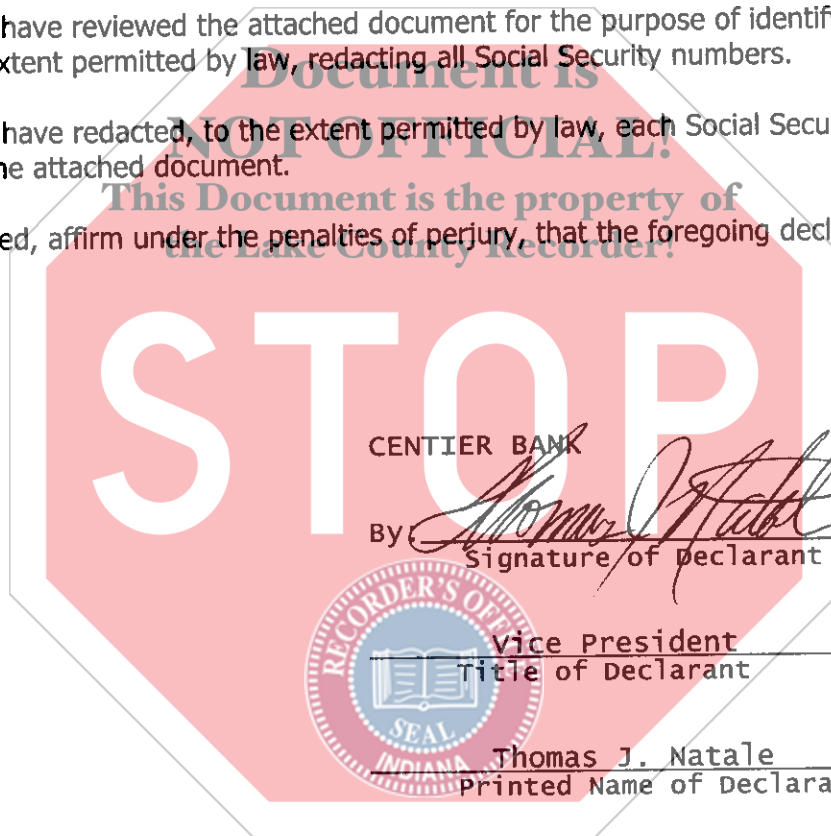 have reviewed the attached document for the purpose of identif
xtent permitted by law, redacting all Social Security numbers.
Document is
have redacted, to the extent permitted by law, each Social Secu
NOT OFFICIAL!
ne attached document.
This Document is the property of
ed, affirm under the penalties of perjury, that the foregoing decl
the Lake County Recorder!
STOP
CENTIER BANK
By: Thomas J Natale
Signature of Declarant
RECORDER'S OFFICE
Vice President
Title of Declarant
SEAL
INDIANA
Thomas J. Natale
Printed Name of Declara